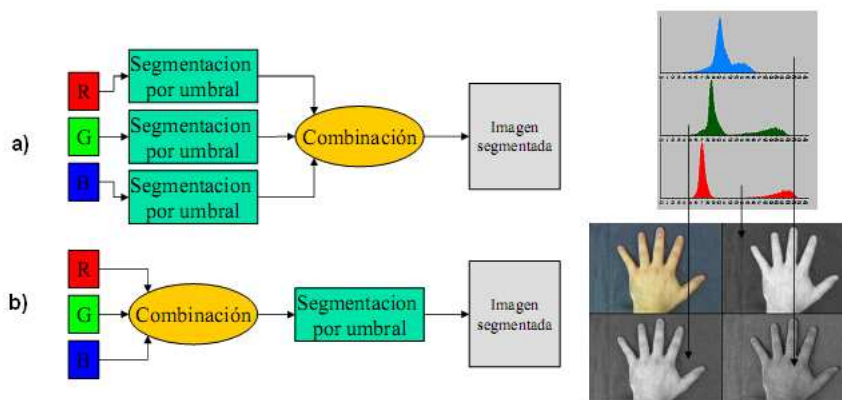 a)
R
G
B
Segmentacion
por umbral
Segmentacion
por umbral
Segmentacion
por umbral
Combinación
Imagen
segmentada
b)
R
G
B
Combinación
Segmentacion
por umbral
Imagen
segmentada